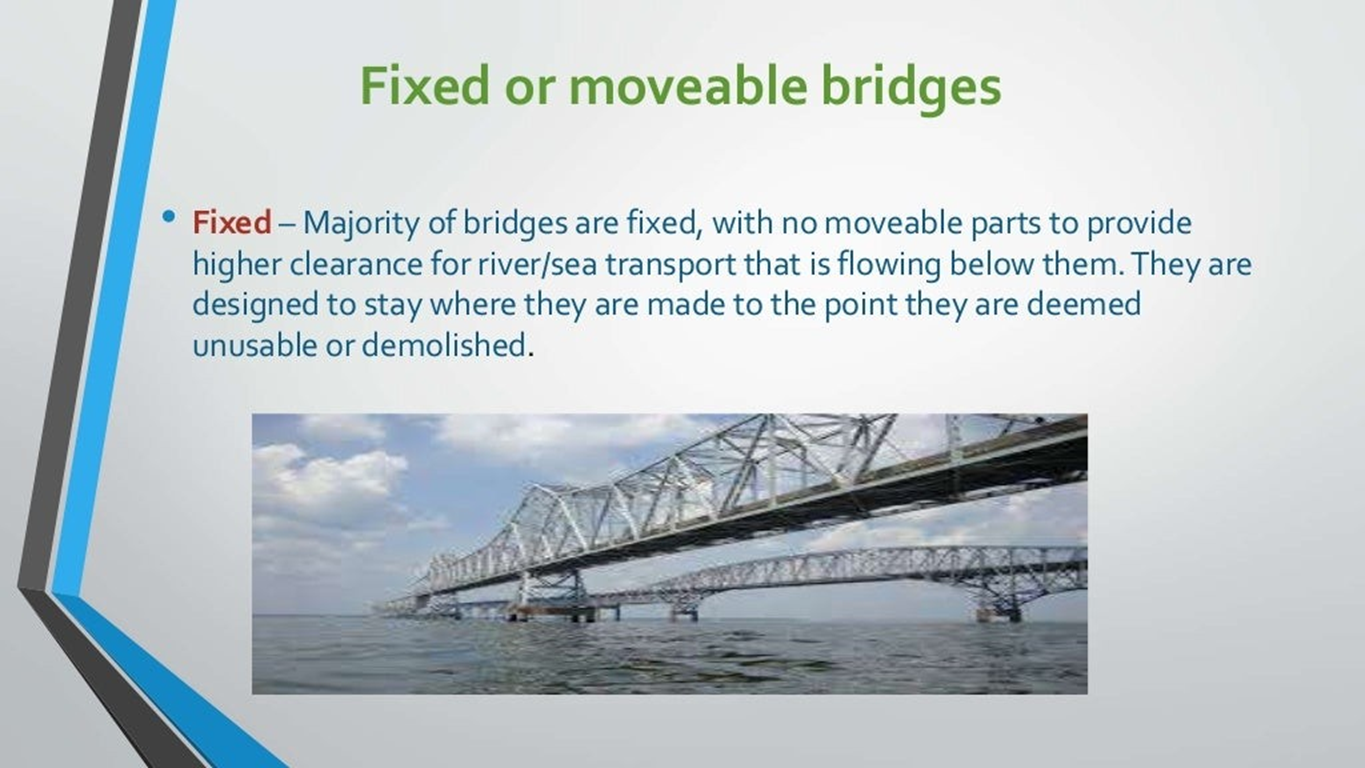 Fixed or moveable bridges
• Fixed – Majority of bridges are fixed, with no moveable parts to provide
higher clearance for river/sea transport that is flowing below them. They are
designed to stay where they are made to the point they are deemed
unusable or demolished.